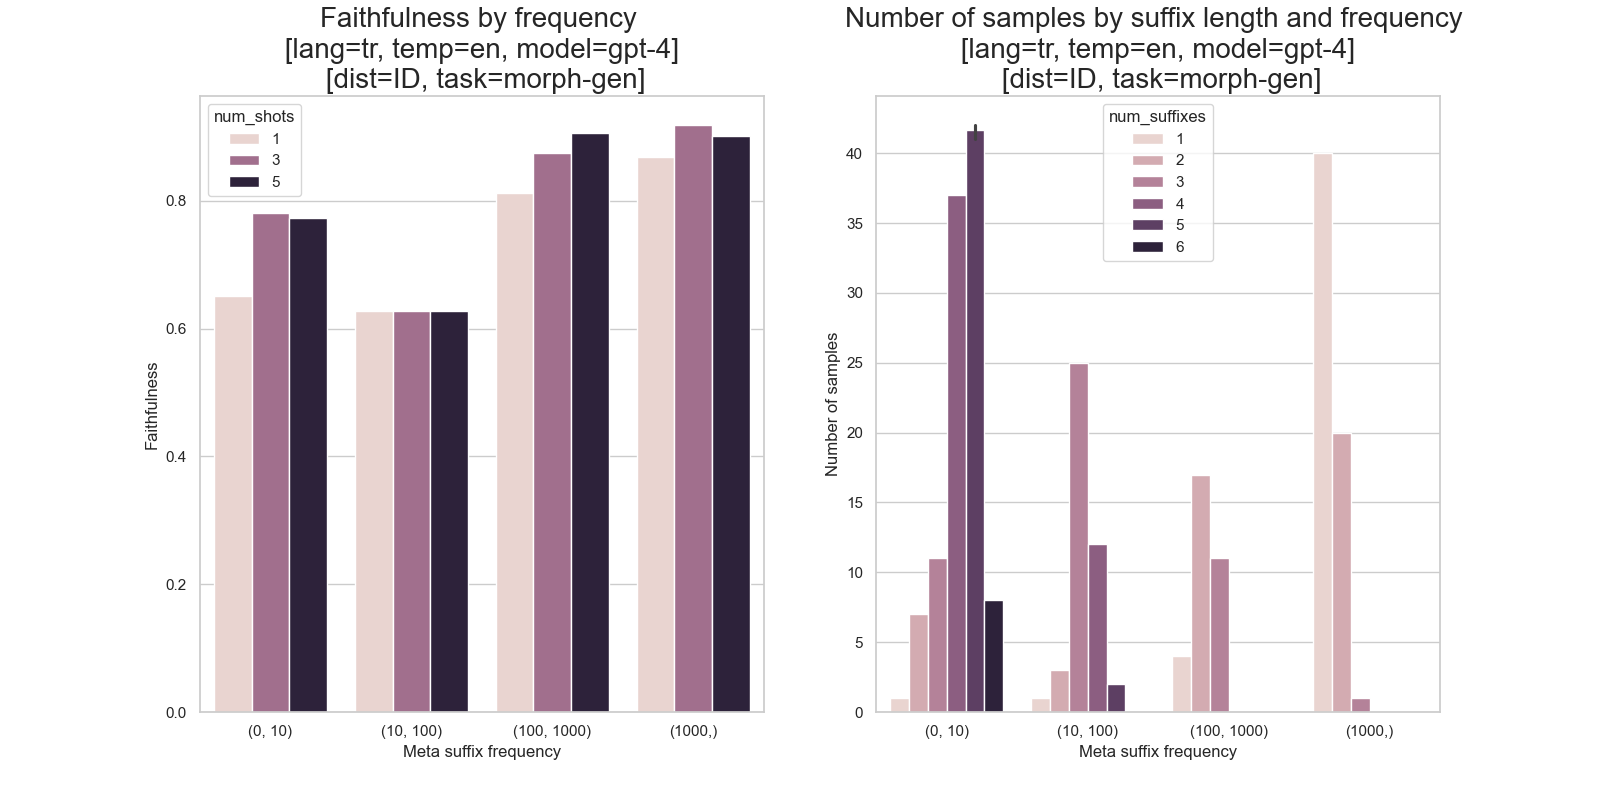 Faithfulness by frequency
[lang=tr, temp=en, model=gpt-4]
[dist=ID, task=morph-gen]
num_shots
1
3
5
0.8
0.6
0.4
0.2
0.0
Faithfulness
(0, 10)
(10, 100)
(100, 1000)
(1000,)
Meta suffix frequency
Number of samples by suffix length and frequency
[lang=tr, temp=en, model=gpt-4]
[dist=ID, task=morph-gen]
num_suffixes
1
2
3
4
5
6
40
35
30
25
20
15
10
5
0
Number of samples
(0, 10)
(10, 100)
(100, 1000)
(1000,)
Meta suffix frequency